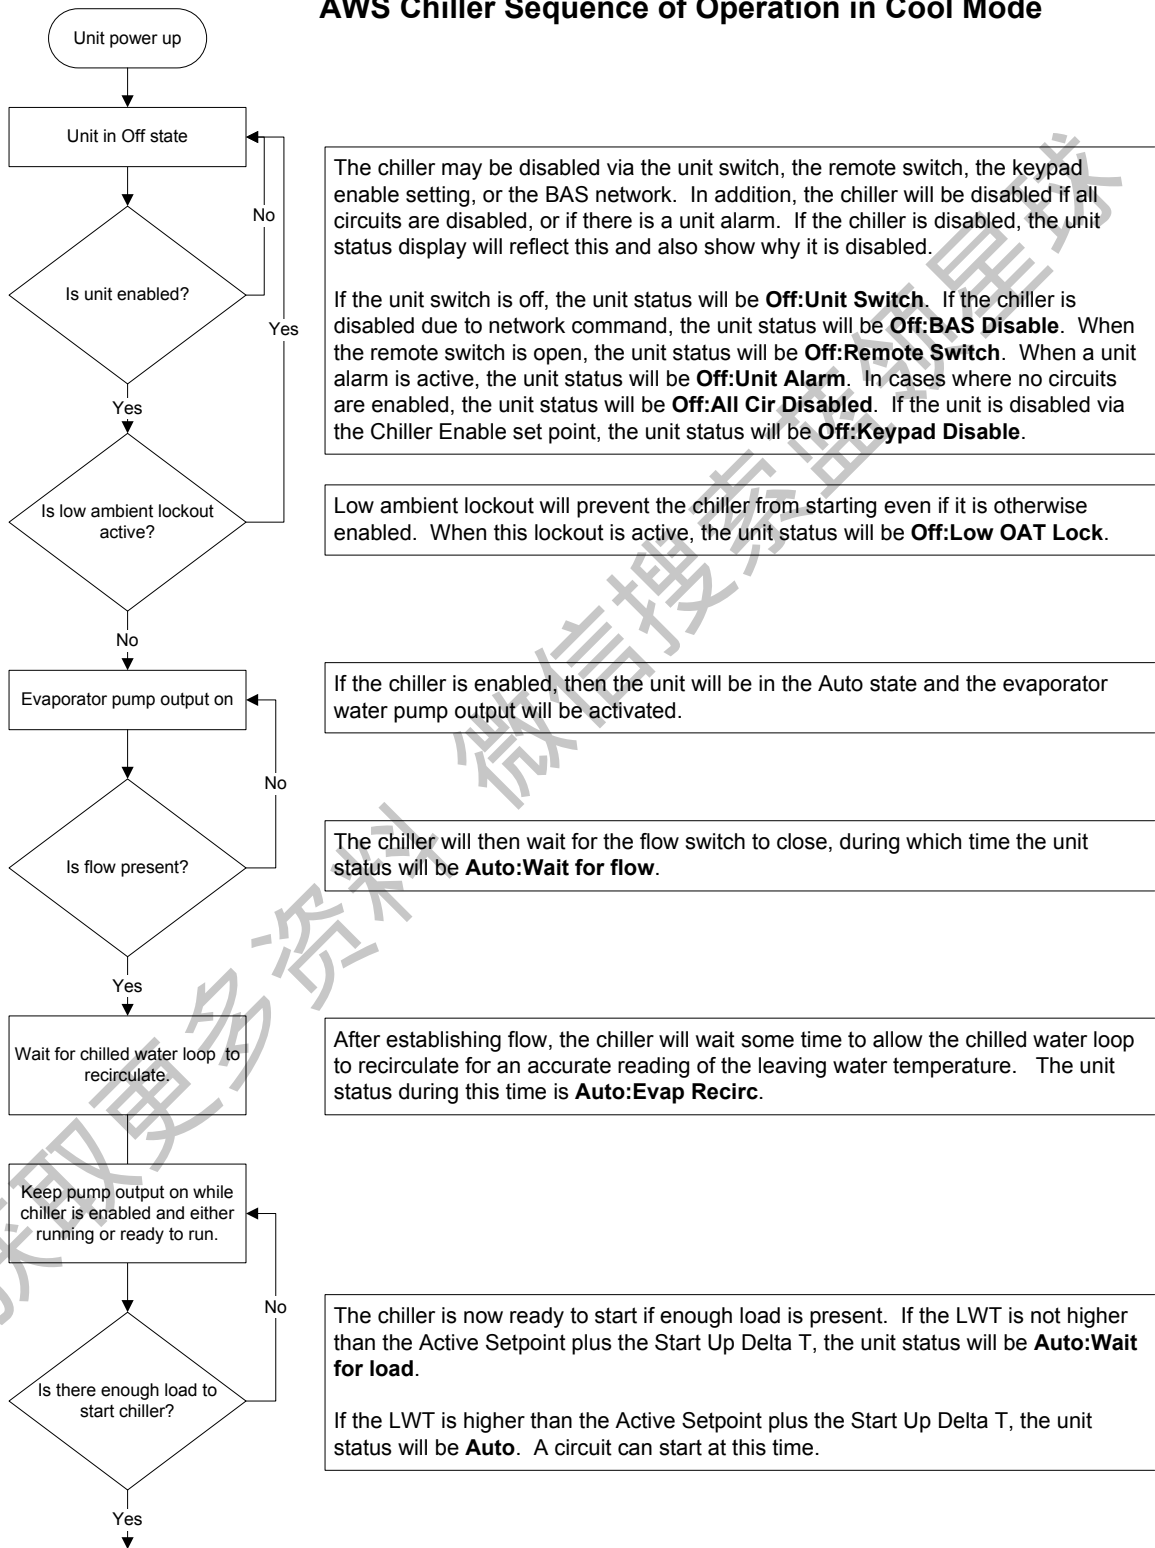 AWS Chiller Sequence of Operation in Cool Mode
Unit power up
Unit in Off state
No
Is unit enabled?
Yes
Yes
The chiller may be disabled via the unit switch, the remote switch, the keypad
enable setting, or the BAS network.  In addition, the chiller will be disabled if all
circuits are disabled, or if there is a unit alarm.  If the chiller is disabled, the unit
status display will reflect this and also show why it is disabled.
If the unit switch is off, the unit status will be Off:Unit Switch.  If the chiller is
disabled due to network command, the unit status will be Off:BAS Disable.  When
the remote switch is open, the unit status will be Off:Remote Switch.  When a unit
alarm is active, the unit status will be Off:Unit Alarm.  In cases where no circuits
are enabled, the unit status will be Off:All Cir Disabled.  If the unit is disabled via
the Chiller Enable set point, the unit status will be Off:Keypad Disable.
Is low ambient lockout
active?
No
Low ambient lockout will prevent the chiller from starting even if it is otherwise
enabled.  When this lockout is active, the unit status will be Off:Low OAT Lock.
Evaporator pump output on
No
If the chiller is enabled, then the unit will be in the Auto state and the evaporator
water pump output will be activated.
Is flow present?
Yes
The chiller will then wait for the flow switch to close, during which time the unit
status will be Auto:Wait for flow.
Wait for chilled water loop to
recirculate.
After establishing flow, the chiller will wait some time to allow the chilled water loop
to recirculate for an accurate reading of the leaving water temperature.   The unit
status during this time is Auto:Evap Recirc.
Keep pump output on while
chiller is enabled and either
running or ready to run.
No
Is there enough load to
start chiller?
Yes
The chiller is now ready to start if enough load is present.  If the LWT is not higher
than the Active Setpoint plus the Start Up Delta T, the unit status will be Auto:Wait
for load.
If the LWT is higher than the Active Setpoint plus the Start Up Delta T, the unit
status will be Auto.  A circuit can start at this time.
获取更多资料 微信搜索蓝领星球